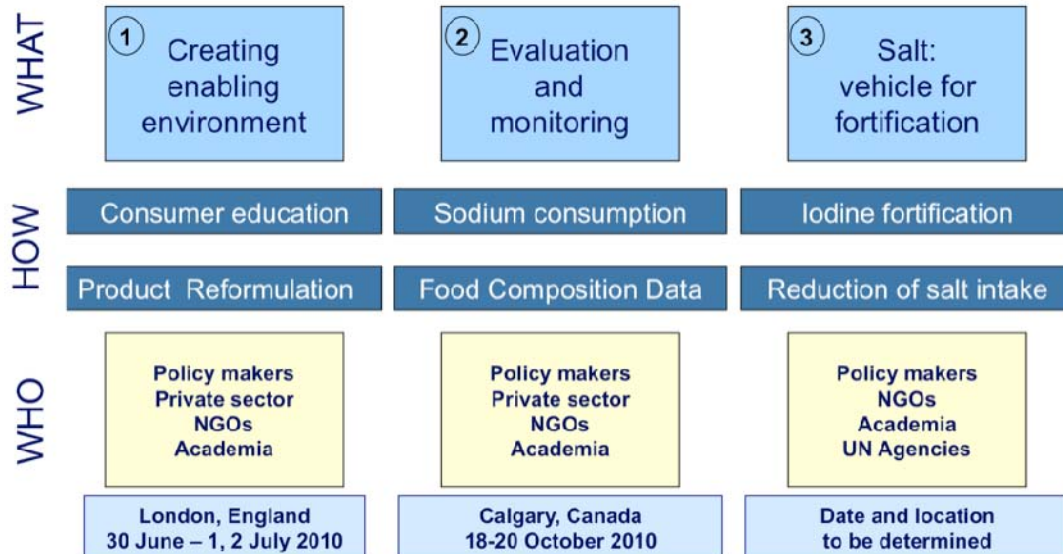 WHAT
1
Creating
enabling
environment
2
Evaluation
and
monitoring
3
Salt:
vehicle for
fortification
HOW
Consumer education
Sodium consumption
Iodine fortification
Product Reformulation
Food Composition Data
Reduction of salt intake
WHO
Policy makers
Private sector
NGOs
Academia
Policy makers
Private sector
NGOs
Academia
Policy makers
NGOs
Academia
UN Agencies
London, England
30 June – 1, 2 July 2010
Calgary, Canada
18-20 October 2010
Date and location
to be determined